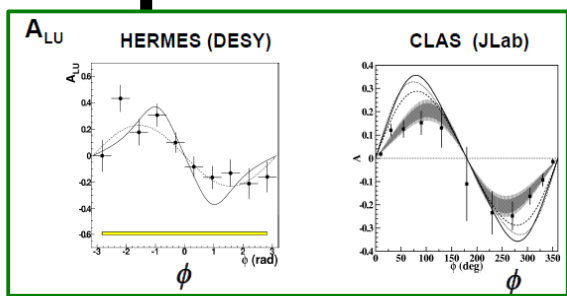 A_LU HERMES (DESY) CLAS (JLab)
A_LU
0.6
0.4
0.2
0
-0.2
-0.4
-0.6
-3 -2 -1 0 1 2 3
ϕ (rad)
ϕ
A
0.4
0.3
0.2
0.1
0
-0.1
-0.2
-0.3
-0.4
0 50 100 150 200 250 300 350
ϕ (deg)
ϕ